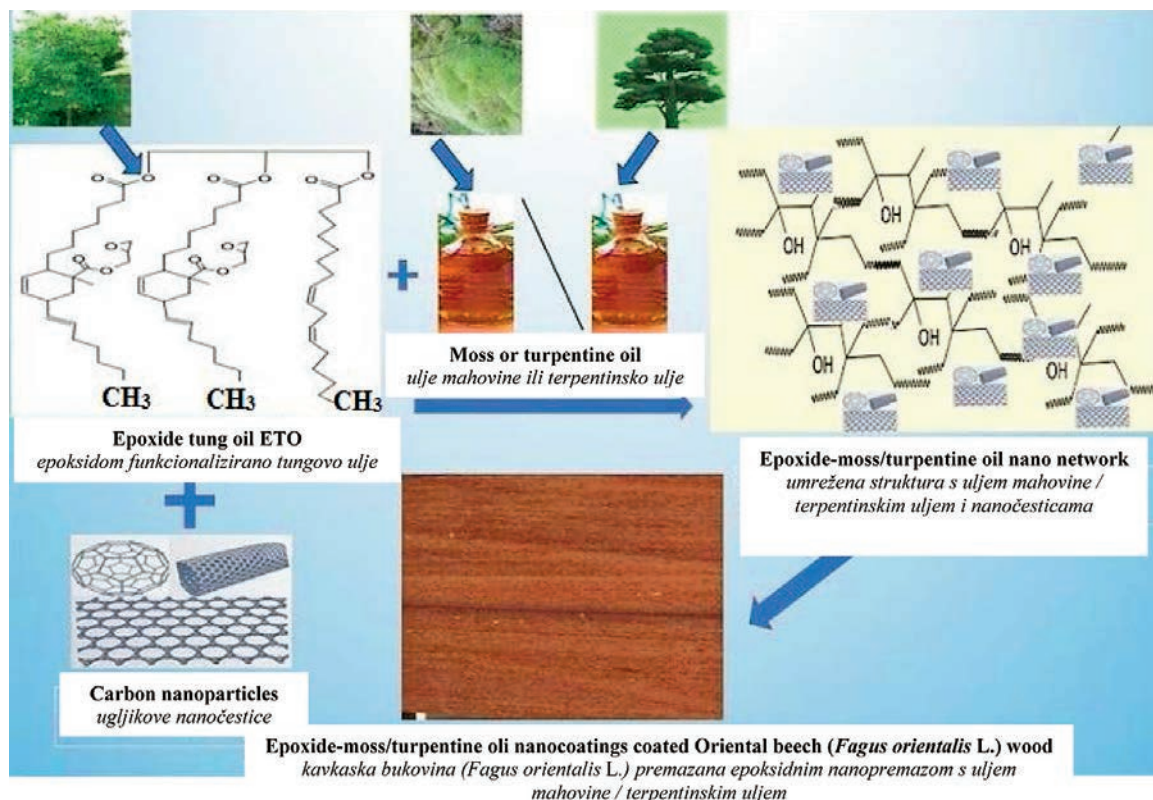 CH3
CH3
CH3
Epoxide tung oil ETO
epoksidom funkcionalizirano tungovo ulje
+
Moss or turpentine oil
ulje mahovine ili terpentinsko ulje
OH
OH
OH
OH
OH
OH
Epoxide-moss/turpentine oil nano network
umrežena struktura s uljem mahovine /
terpentinskim uljem i nanočesticama
+
Carbon nanoparticles
ugljikove nanočestice
Epoxide-moss/turpentine oli nanocoatings coated Oriental beech (Fagus orientalis L.) wood
kavkaska bukovina (Fagus orientalis L.) premazana epoksidnim nanopremazom s uljem
mahovine / terpentinskim uljem